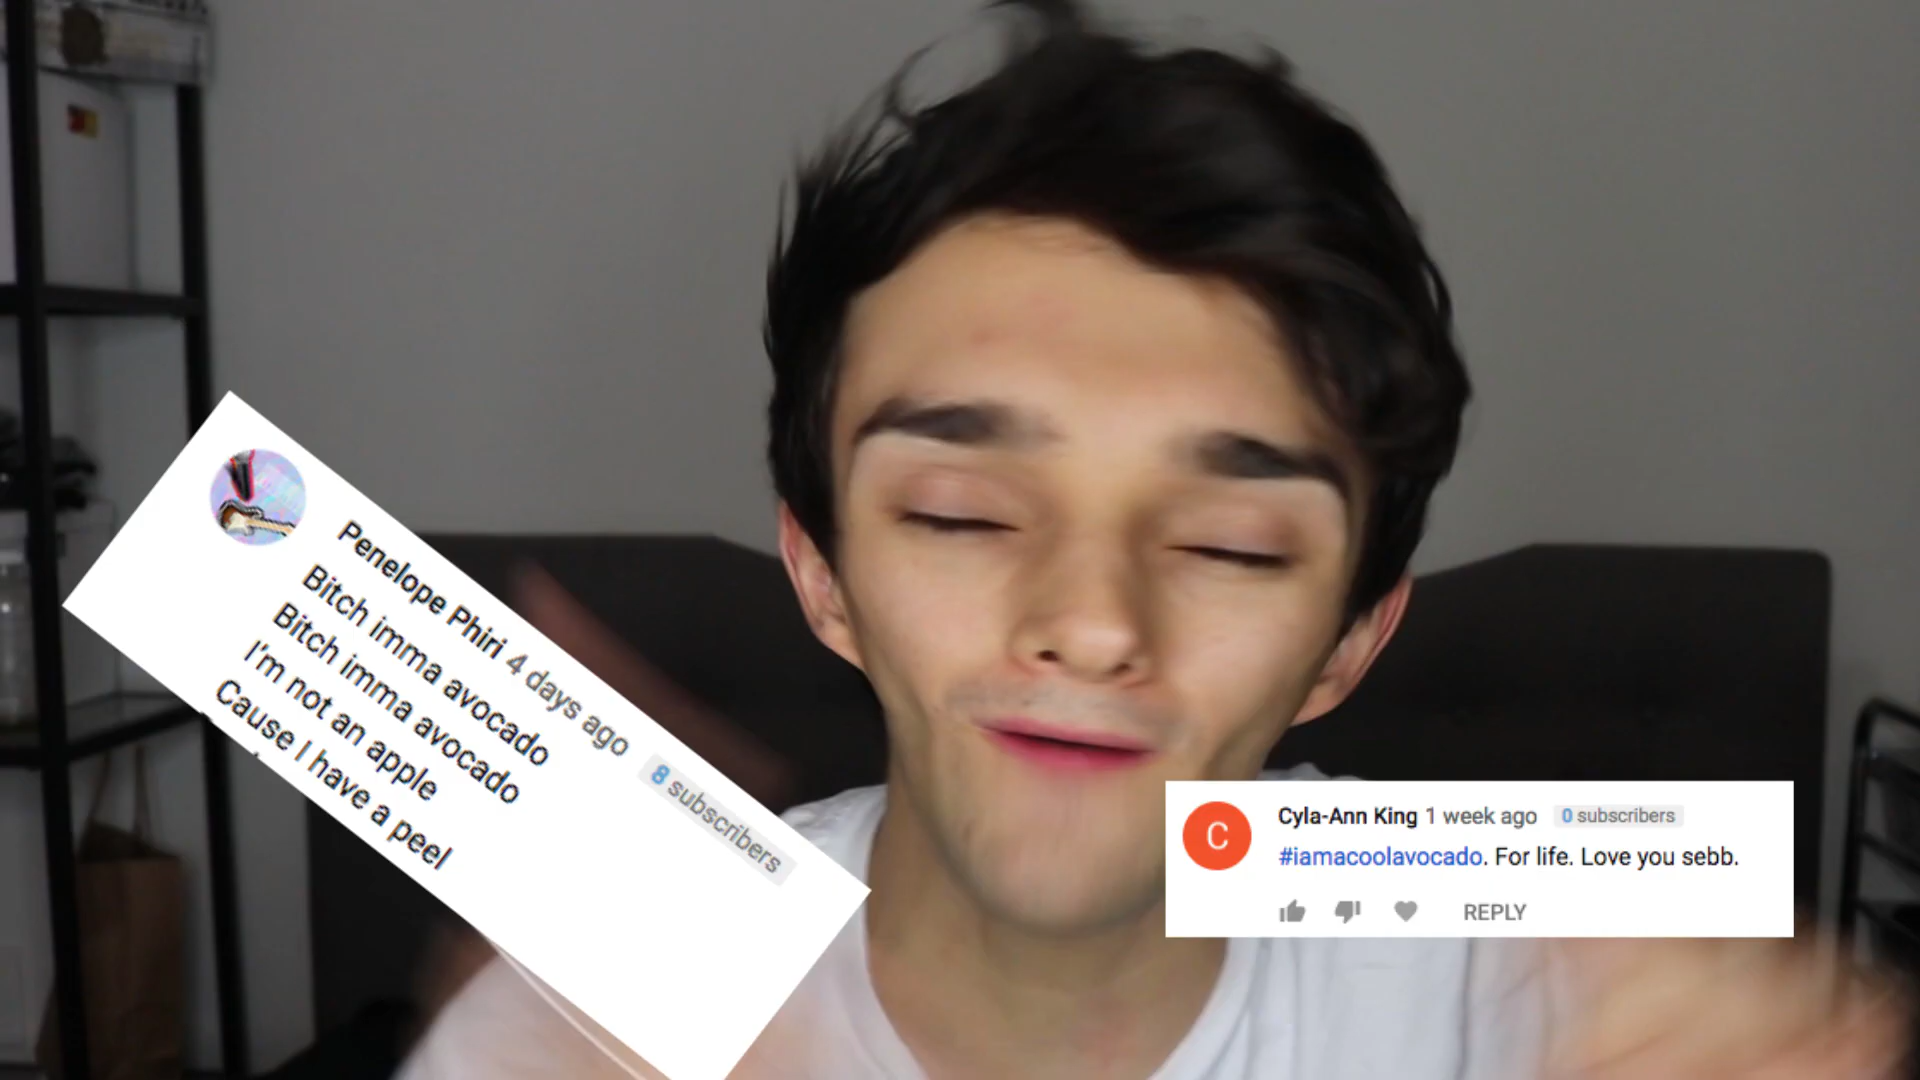 Penelope Phiri 4 days ago 8 subscribers
Bitch imma avocado
Bitch imma avocado
I'm not an apple
Cause I have a peel
C
Cyla-Ann King 1 week ago 0 subscribers
#iamacoolavocado. For life. Love you sebb.
REPLY